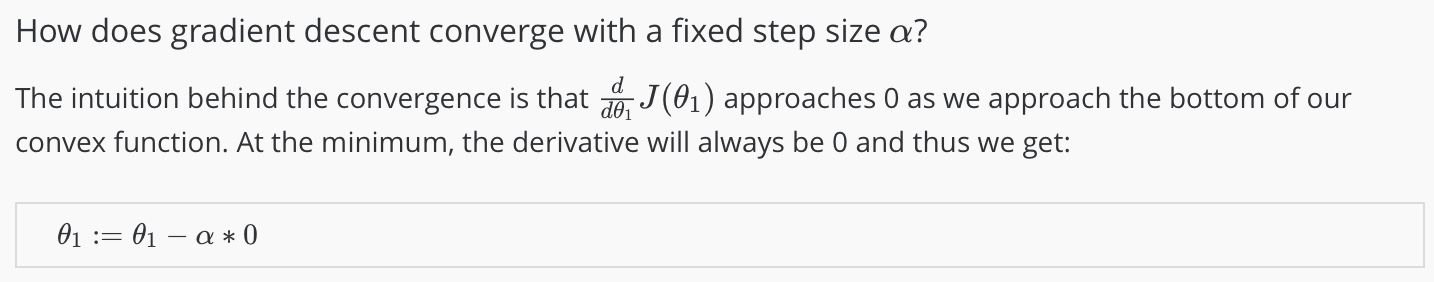 How does gradient descent converge with a fixed step size α?
The intuition behind the convergence is that $\frac{d}{d\theta_1} J(\theta_1)$ approaches 0 as we approach the bottom of our
convex function. At the minimum, the derivative will always be 0 and thus we get:
$\theta_1 := \theta_1 - \alpha * 0$